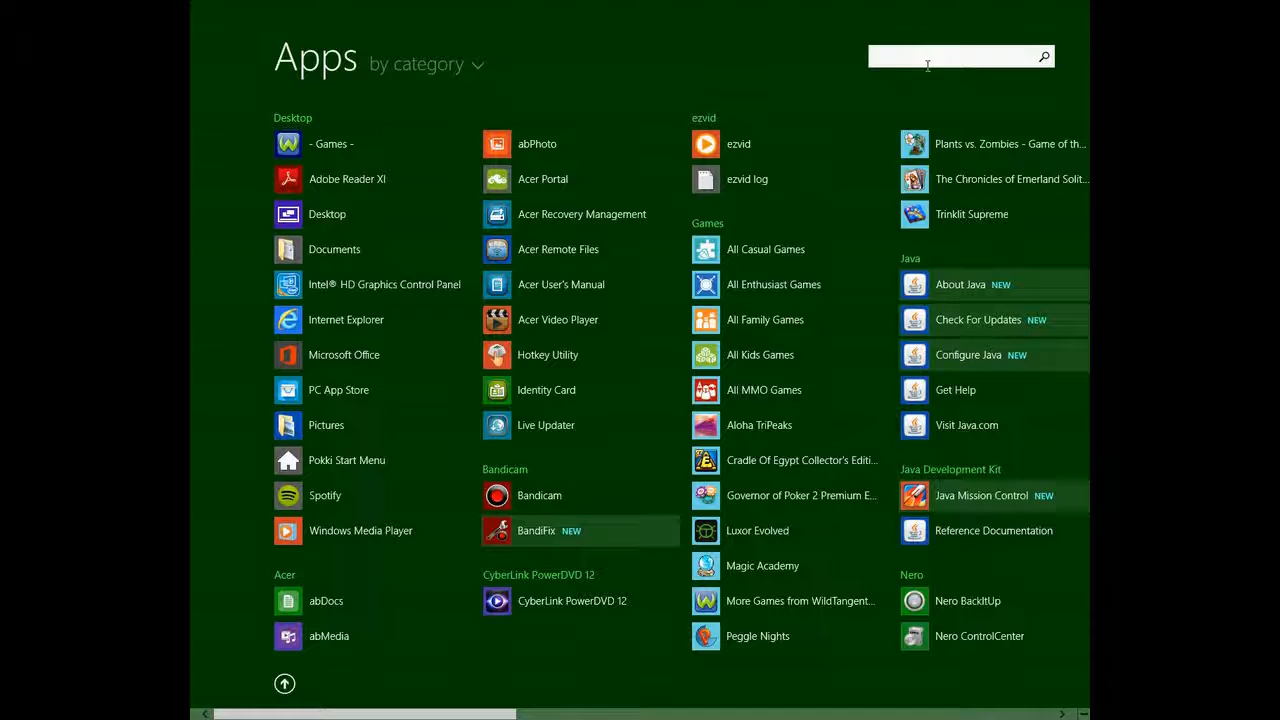 Apps by category
Desktop
- Games -
Adobe Reader XI
Desktop
Documents
Intel® HD Graphics Control Panel
Internet Explorer
Microsoft Office
PC App Store
Pictures
Pokki Start Menu
Spotify
Windows Media Player
Acer
abDocs
abMedia
abPhoto
Acer Portal
Acer Recovery Management
Acer Remote Files
Acer User's Manual
Acer Video Player
Hotkey Utility
Identity Card
Live Updater
Bandicam
Bandicam
BandiFix NEW
CyberLink PowerDVD 12
CyberLink PowerDVD 12
ezvid
ezvid
ezvid log
Games
All Casual Games
All Enthusiast Games
All Family Games
All Kids Games
All MMO Games
Aloha TriPeaks
Cradle Of Egypt Collector's Editi...
Governor of Poker 2 Premium E...
Luxor Evolved
Magic Academy
More Games from WildTangent...
Peggle Nights
Plants vs. Zombies - Game of th...
The Chronicles of Emerland Solit...
Trinklit Supreme
Java
About Java NEW
Check For Updates NEW
Configure Java NEW
Get Help
Visit Java.com
Java Development Kit
Java Mission Control NEW
Reference Documentation
Nero
Nero BackItUp
Nero ControlCenter